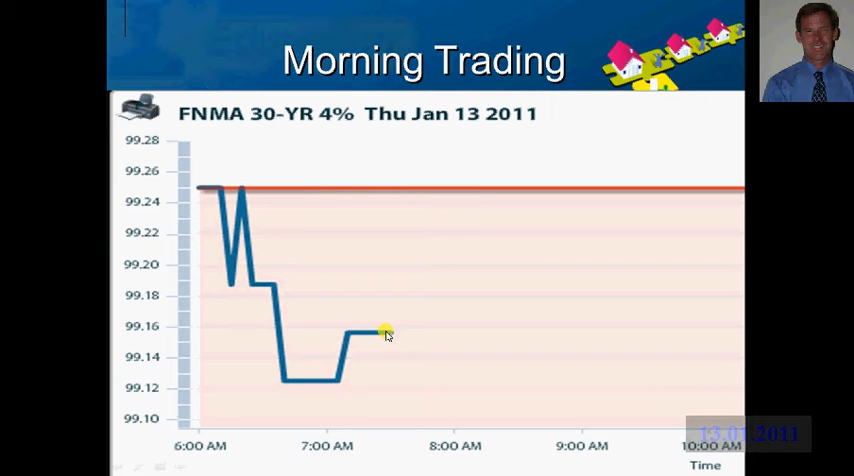 Morning Trading
FNMA 30-YR 4% Thu Jan 13 2011
99.28
99.26
99.24
99.22
99.20
99.18
99.16
99.14
99.12
99.10
6:00 AM 7:00 AM 8:00 AM 9:00 AM 10:00 AM
13.01.2011
Time